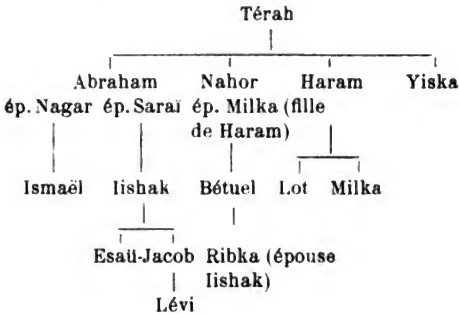 Térah
Abraham Nahor Haram Yiska
ép. Nagar ép. Saraï ép. Milka (fille
de Haram)
Ismaël Iishak Bétuel Lot Milka
Esaü-Jacob Ribka (épouse
Iishak)
Lévi